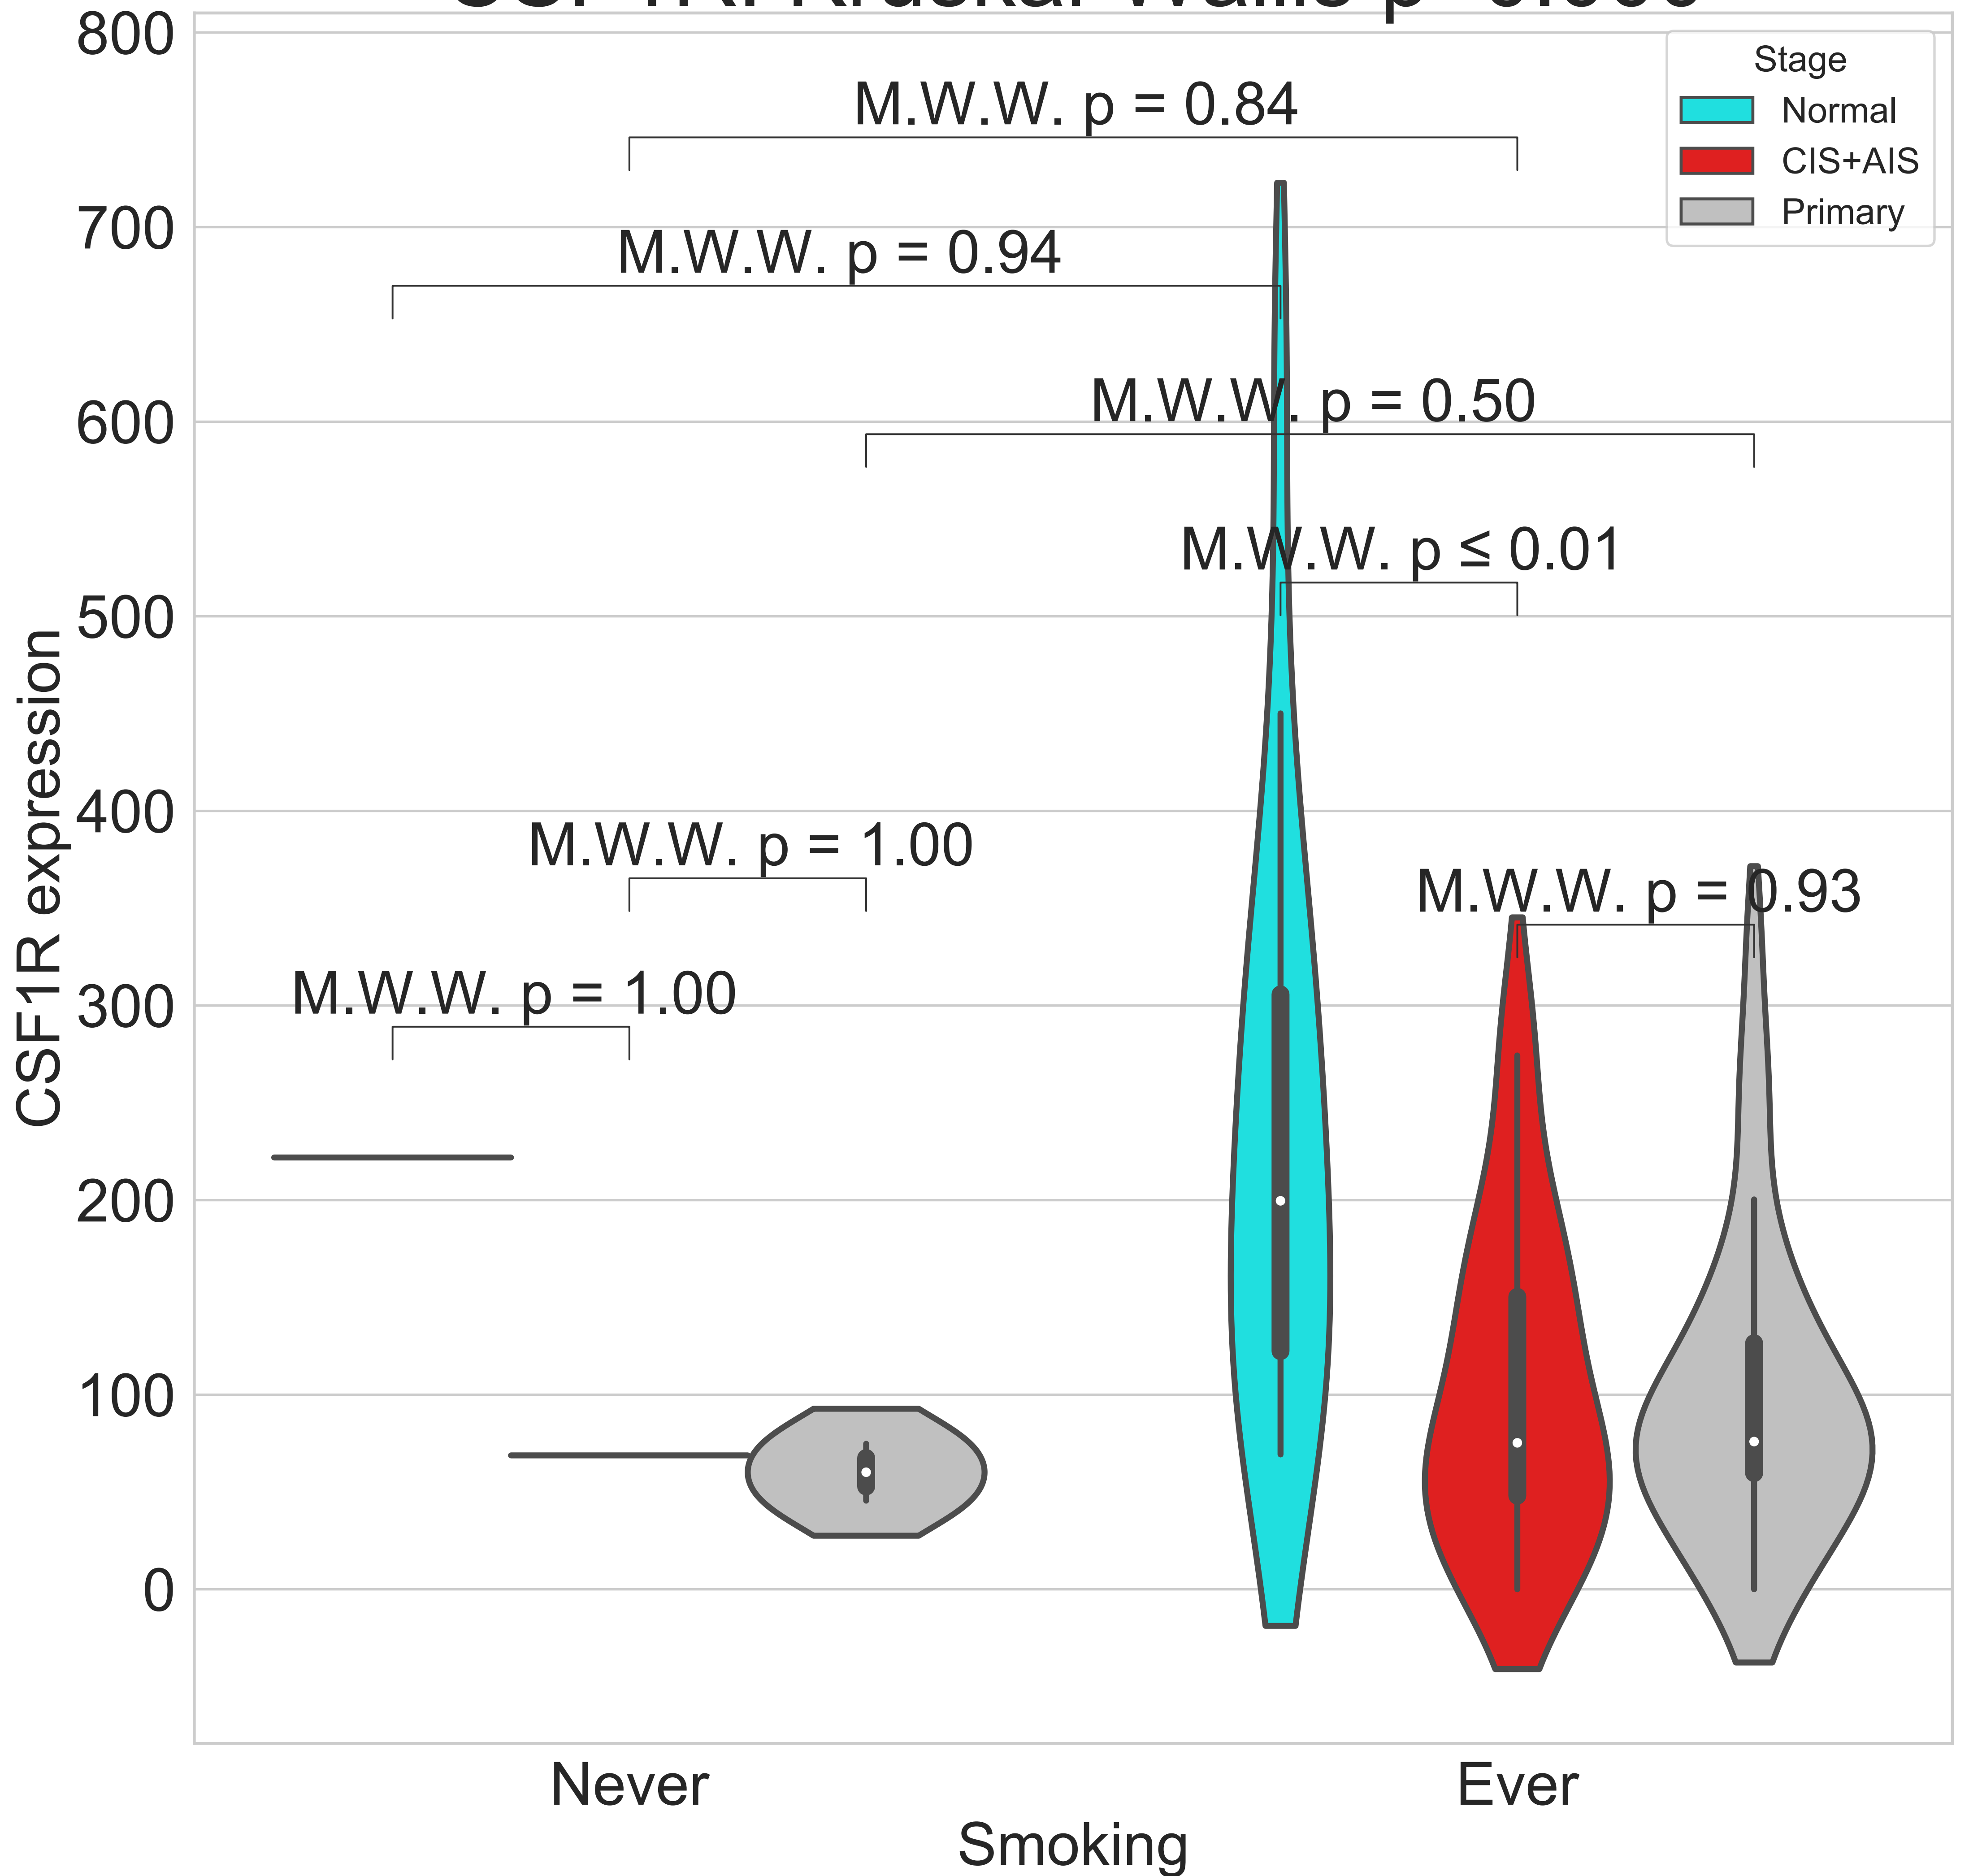 800
700
600
500
400
300
200
100
0
CSF1R expression
Stage
Normal
CIS+AIS
Primary
M.W.W. p = 0.84
M.W.W. p = 0.94
M.W.W. p = 0.50
M.W.W. p ≤ 0.01
M.W.W. p = 1.00
M.W.W. p = 0.93
M.W.W. p = 1.00
Never
Ever
Smoking